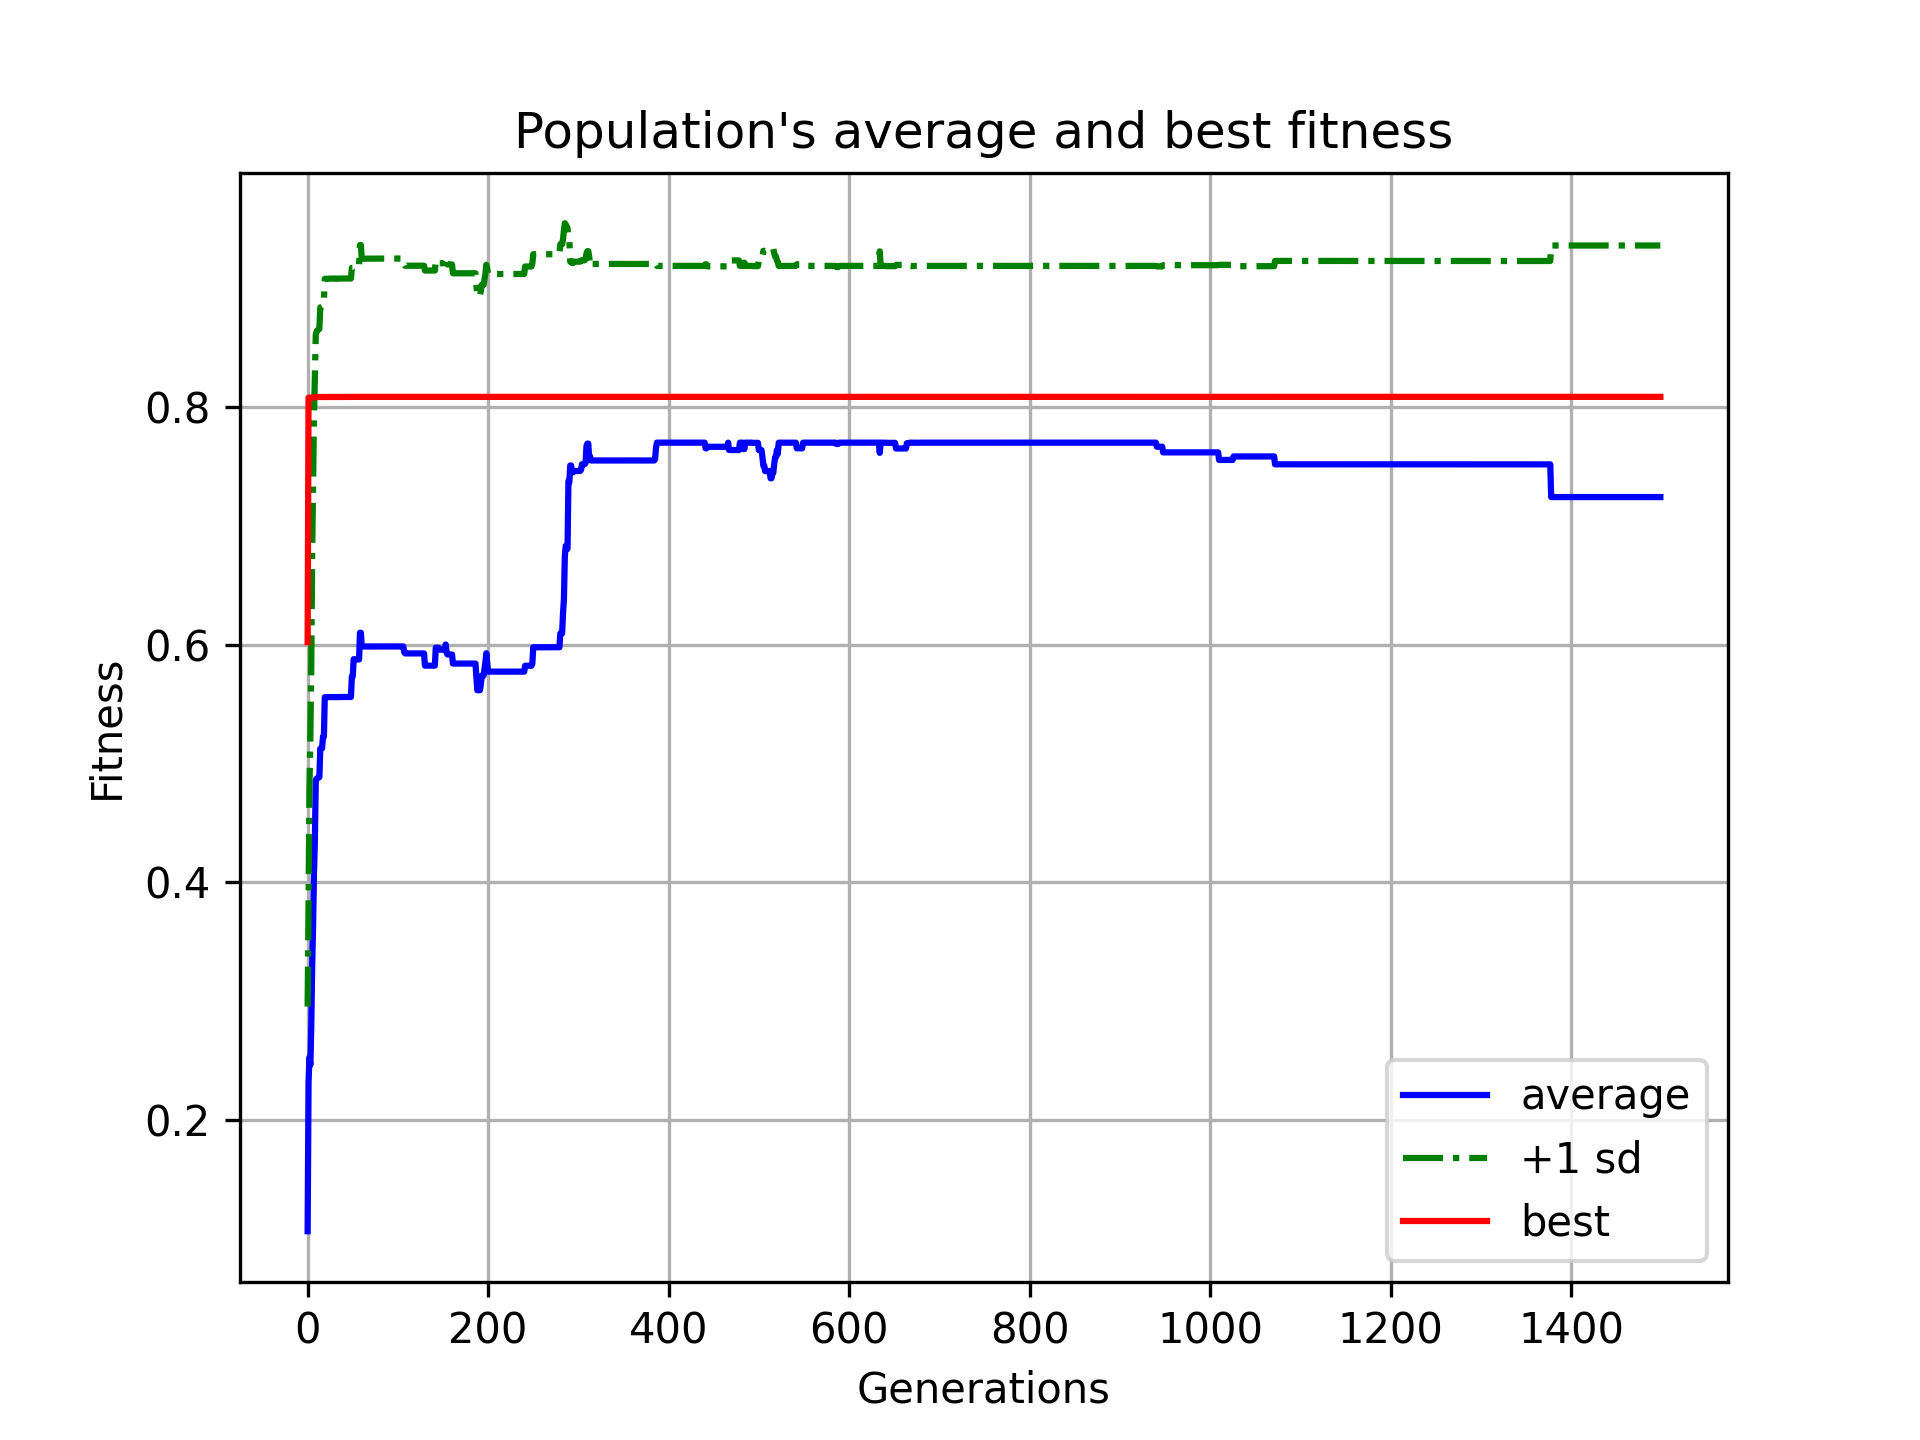 Population's average and best fitness
Fitness
0.8
0.6
0.4
0.2
0 200 400 600 800 1000 1200 1400
Generations
average
+1 sd
best